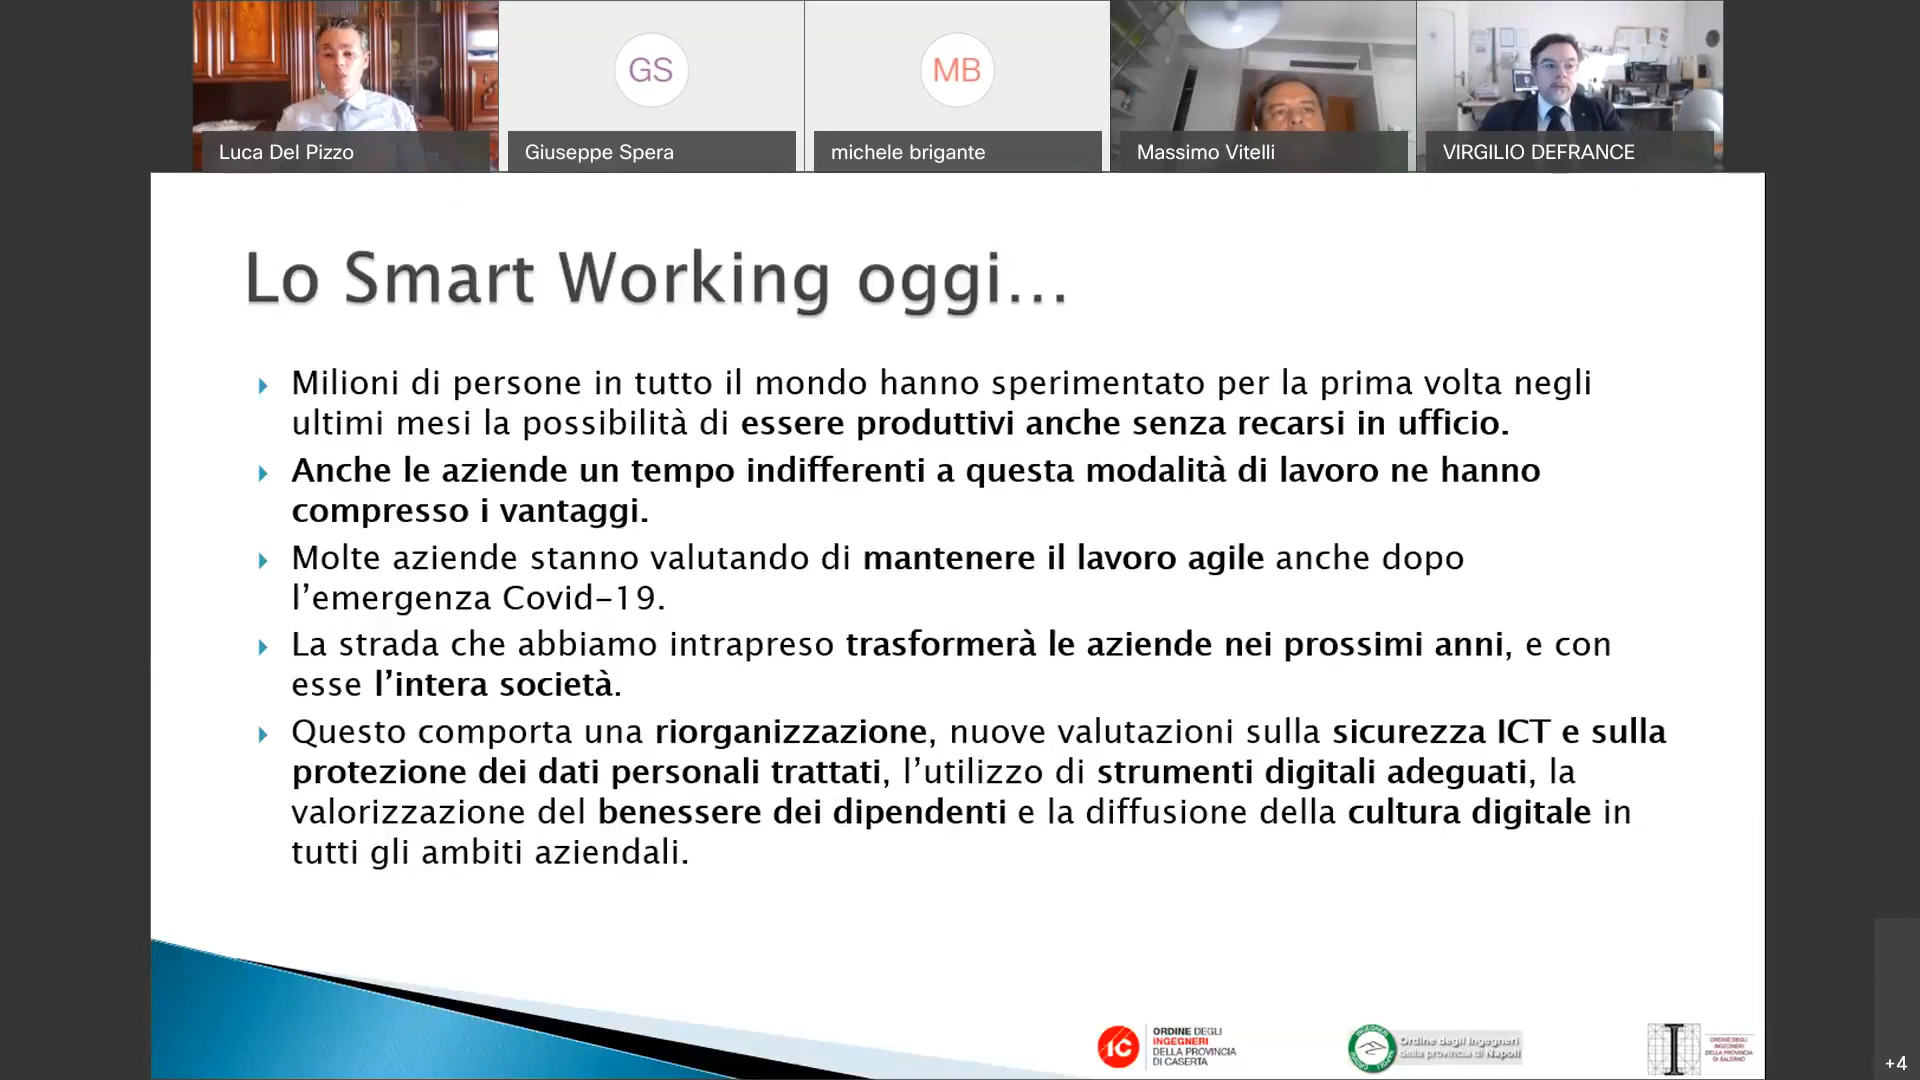 GS
MB
Luca Del Pizzo
Giuseppe Spera
michele brigante
Massimo Vitelli
VIRGILIO DEFRANCE
Lo Smart Working oggi...
Milioni di persone in tutto il mondo hanno sperimentato per la prima volta negli
ultimi mesi la possibilità di essere produttivi anche senza recarsi in ufficio.
Anche le aziende un tempo indifferenti a questa modalità di lavoro ne hanno
compresso i vantaggi.
Molte aziende stanno valutando di mantenere il lavoro agile anche dopo
l’emergenza Covid-19.
La strada che abbiamo intrapreso trasformerà le aziende nei prossimi anni, e con
esse l’intera società.
Questo comporta una riorganizzazione, nuove valutazioni sulla sicurezza ICT e sulla
protezione dei dati personali trattati, l’utilizzo di strumenti digitali adeguati, la
valorizzazione del benessere dei dipendenti e la diffusione della cultura digitale in
tutti gli ambiti aziendali.
IC
ORDINE DEGLI
INGEGNERI
DELLA PROVINCIA
DI CASERTA
Ordine degli Ingegneri
della provincia di Napoli
I
ORDINE DEGLI
INGEGNERI
DELLA PROVINCIA
DI SALERNO
+4